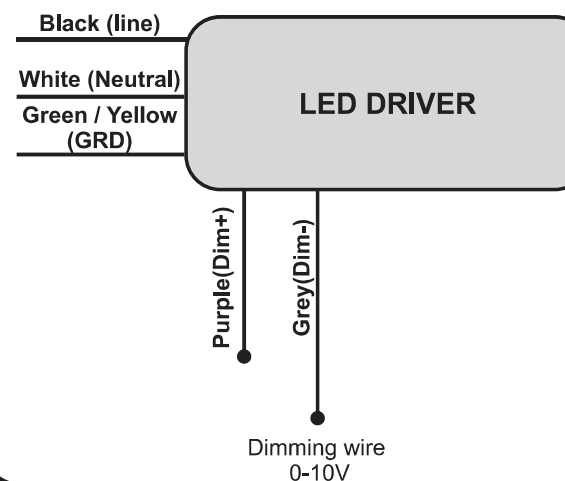 Black (line)
White (Neutral)
Green / Yellow
(GRD)
LED DRIVER
Purple(Dim+)
Grey(Dim-)
Dimming wire
0-10V